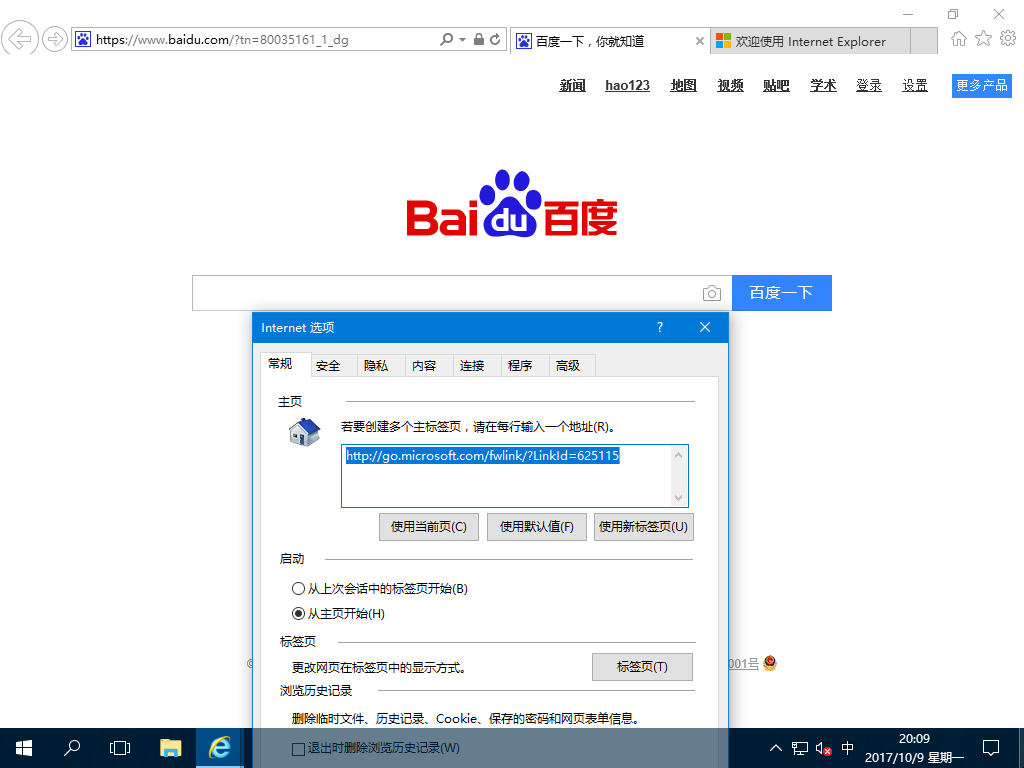 https://www.baidu.com/?tn=80035161_1_dg
百度一下，你就知道
欢迎使用 Internet Explorer
新闻 hao123 地图 视频 贴吧 学术 登录 设置 更多产品
Bai du 百度
百度一下
Internet 选项
常规 安全 隐私 内容 连接 程序 高级
主页
若要创建多个主标签页，请在每行输入一个地址(R)。
http://go.microsoft.com/fwlink/?LinkId=625115
使用当前页(C) 使用默认值(F) 使用新标签页(U)
启动
从上次会话中的标签页开始(B)
从主页开始(H)
标签页
更改网页在标签页中的显示方式。 标签页(T)
001号
浏览历史记录
删除临时文件、历史记录、Cookie、保存的密码和网页表单信息。
退出时删除浏览历史记录(W)
中
20:09
2017/10/9 星期一